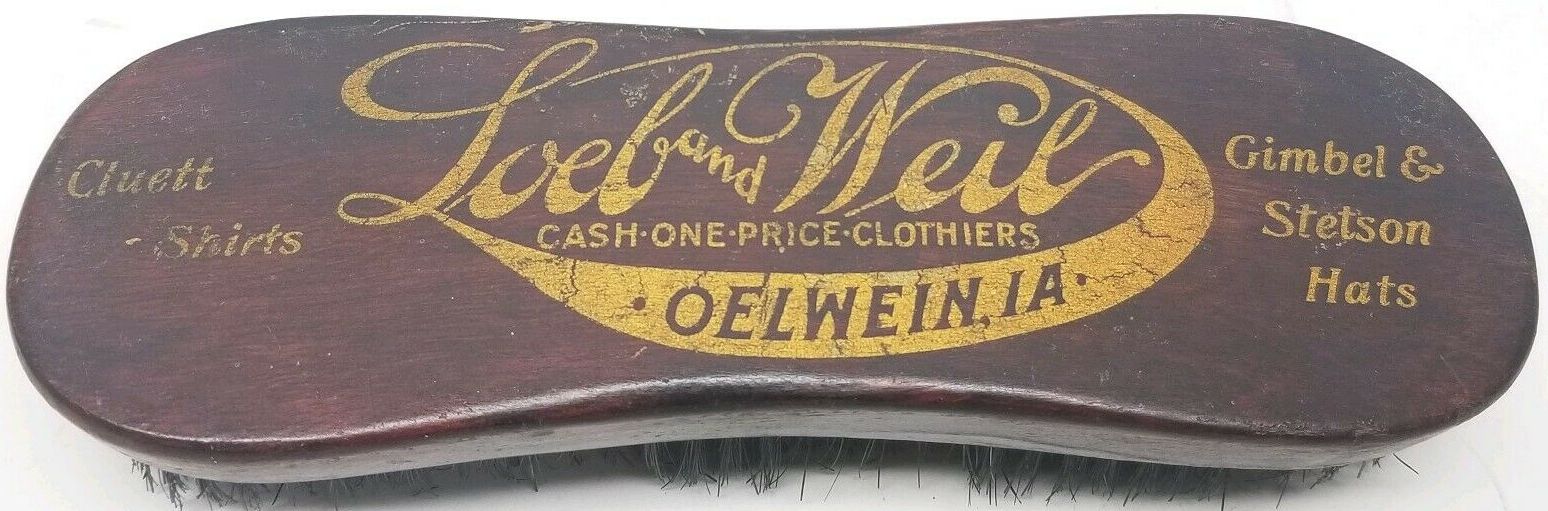 Loeb and Weil
CASH·ONE·PRICE·CLOTHIERS
·OELWEIN, IA·
Cluett
- Shirts
Gimbel &
Stetson
Hats